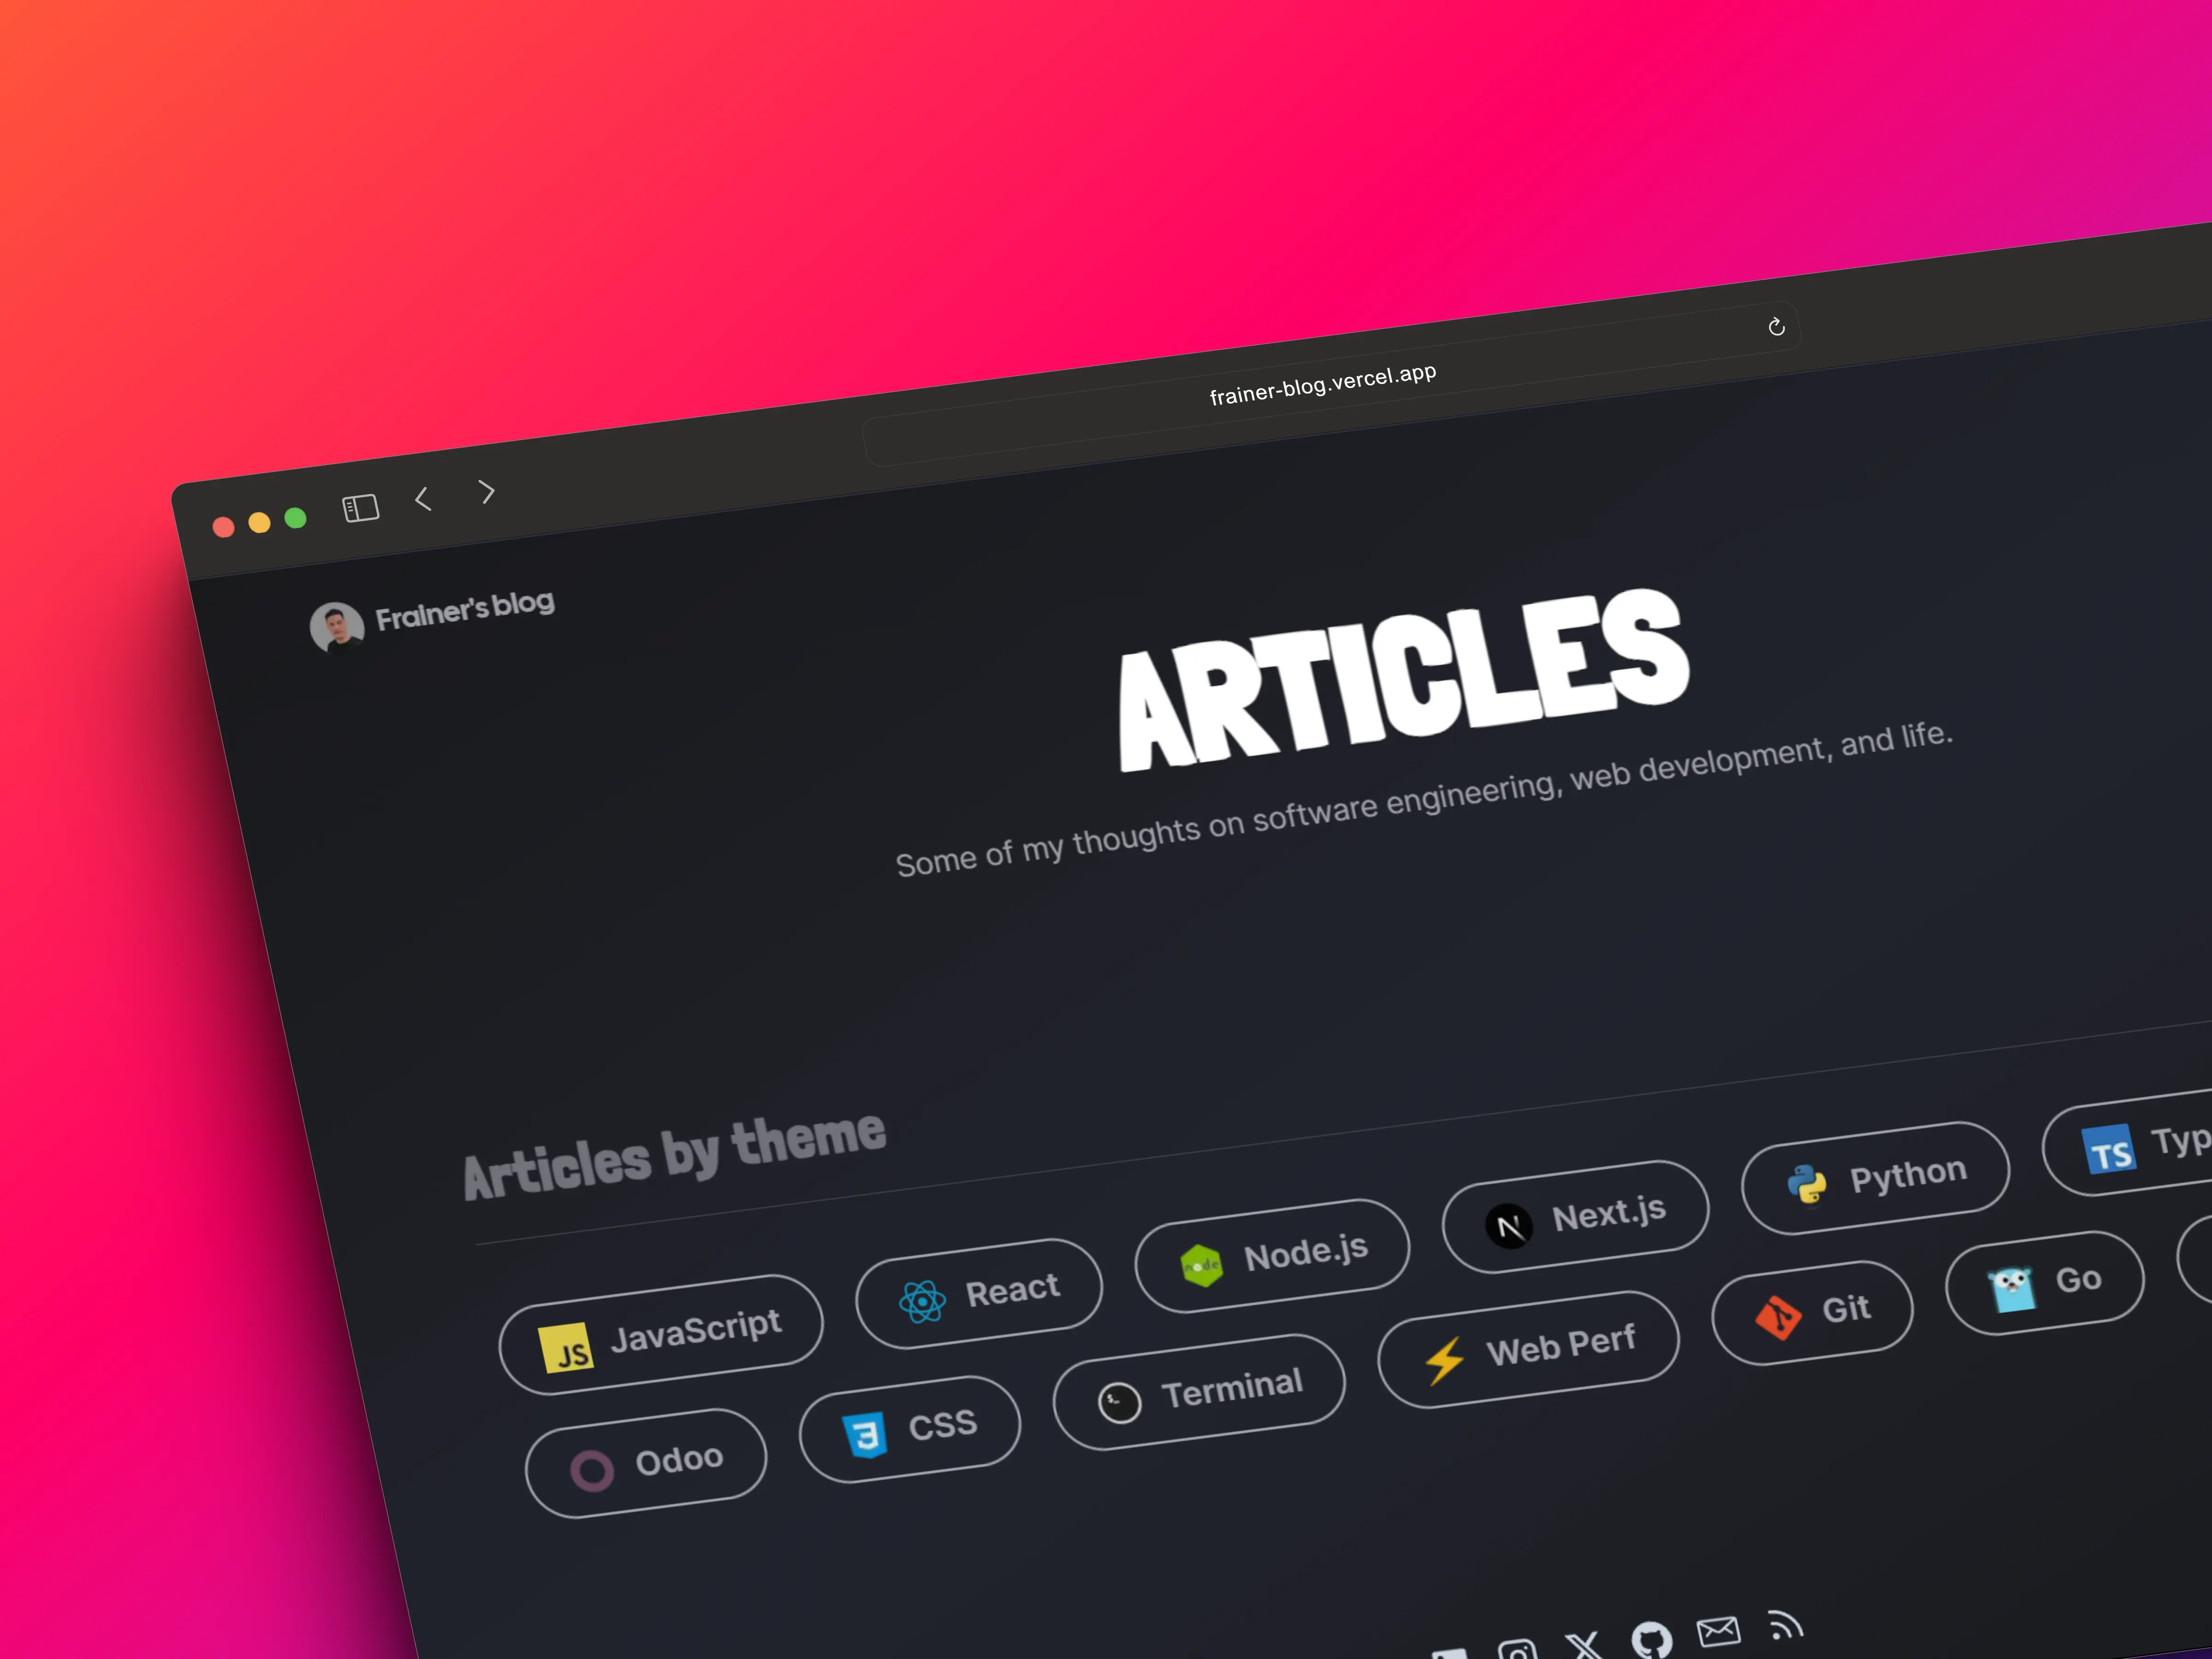 frainer-blog.vercel.app
Frainer's blog
ARTICLES
Some of my thoughts on software engineering, web development, and life.
Articles by theme
JS JavaScript
React
node Node.js
N Next.js
Python
TS Typ
Odoo
3 CSS
$_ Terminal
Web Perf
Git
Go